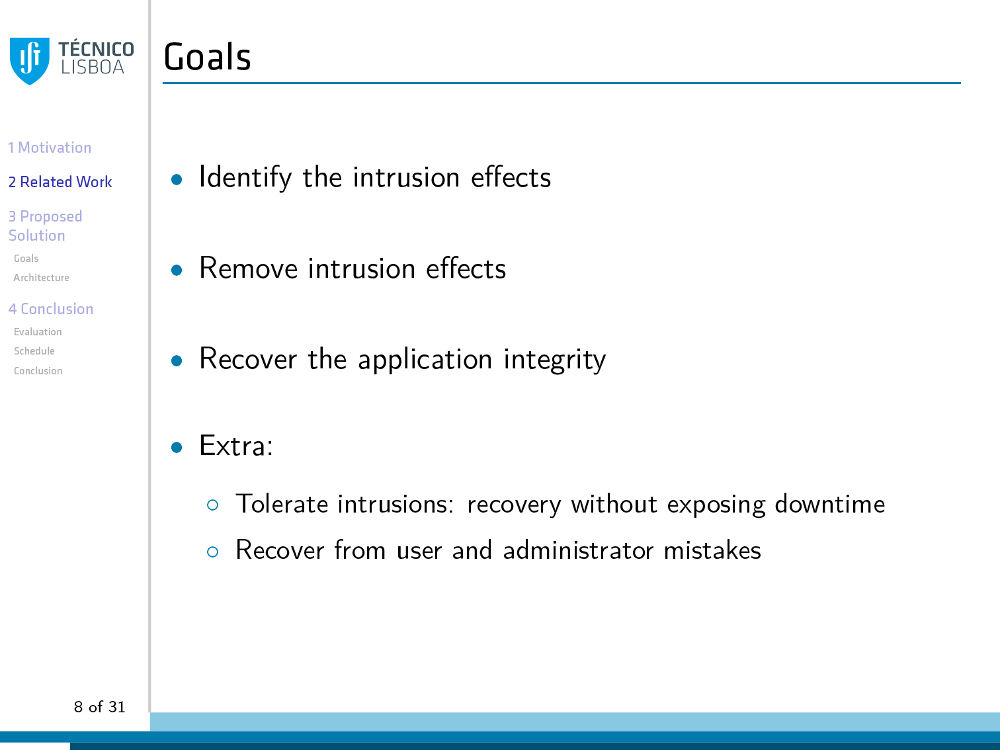 TÉCNICO
LISBOA
1 Motivation
2 Related Work
3 Proposed
Solution
Goals
Architecture
4 Conclusion
Evaluation
Schedule
Conclusion
8 of 31
Goals
• Identify the intrusion effects
• Remove intrusion effects
• Recover the application integrity
• Extra:
◦ Tolerate intrusions: recovery without exposing downtime
◦ Recover from user and administrator mistakes